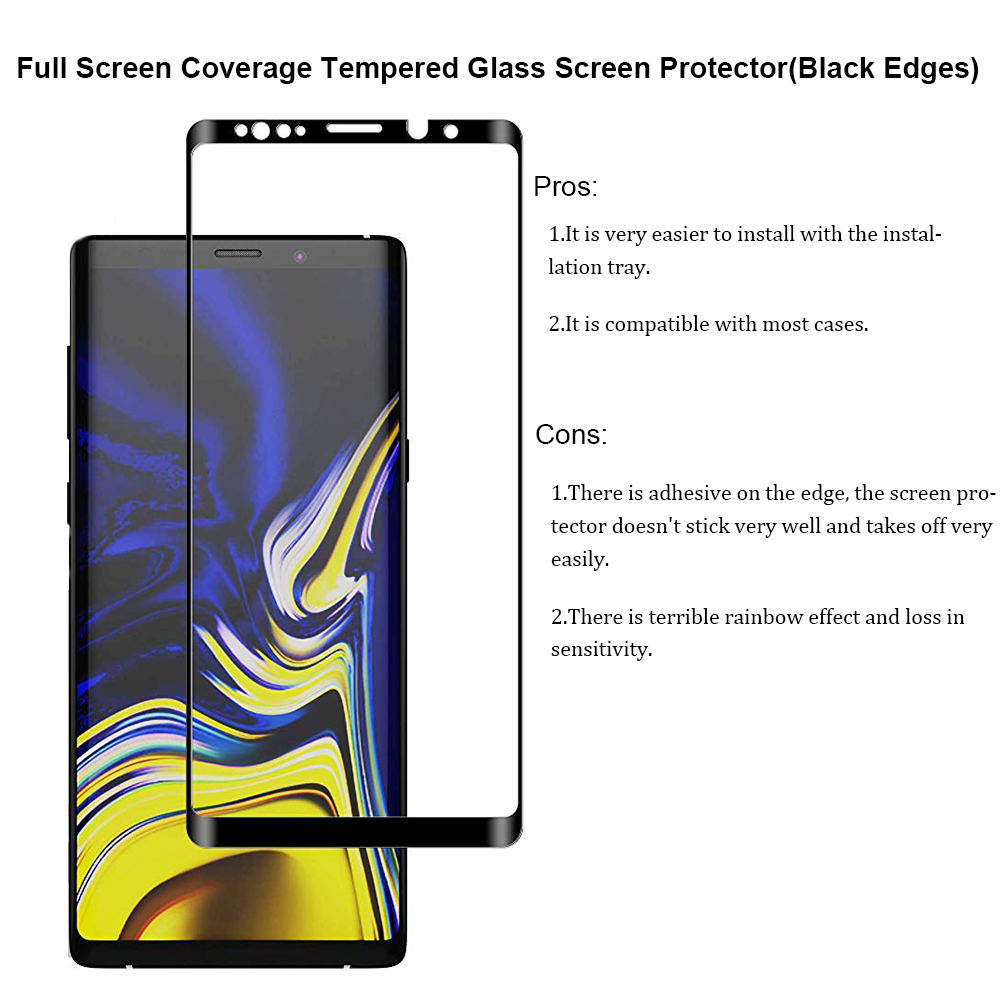 Full Screen Coverage Tempered Glass Screen Protector(Black Edges)
Pros:
1.It is very easier to install with the instal-
lation tray.
2.It is compatible with most cases.
Cons:
1.There is adhesive on the edge, the screen pro-
tector doesn't stick very well and takes off very
easily.
2.There is terrible rainbow effect and loss in
sensitivity.